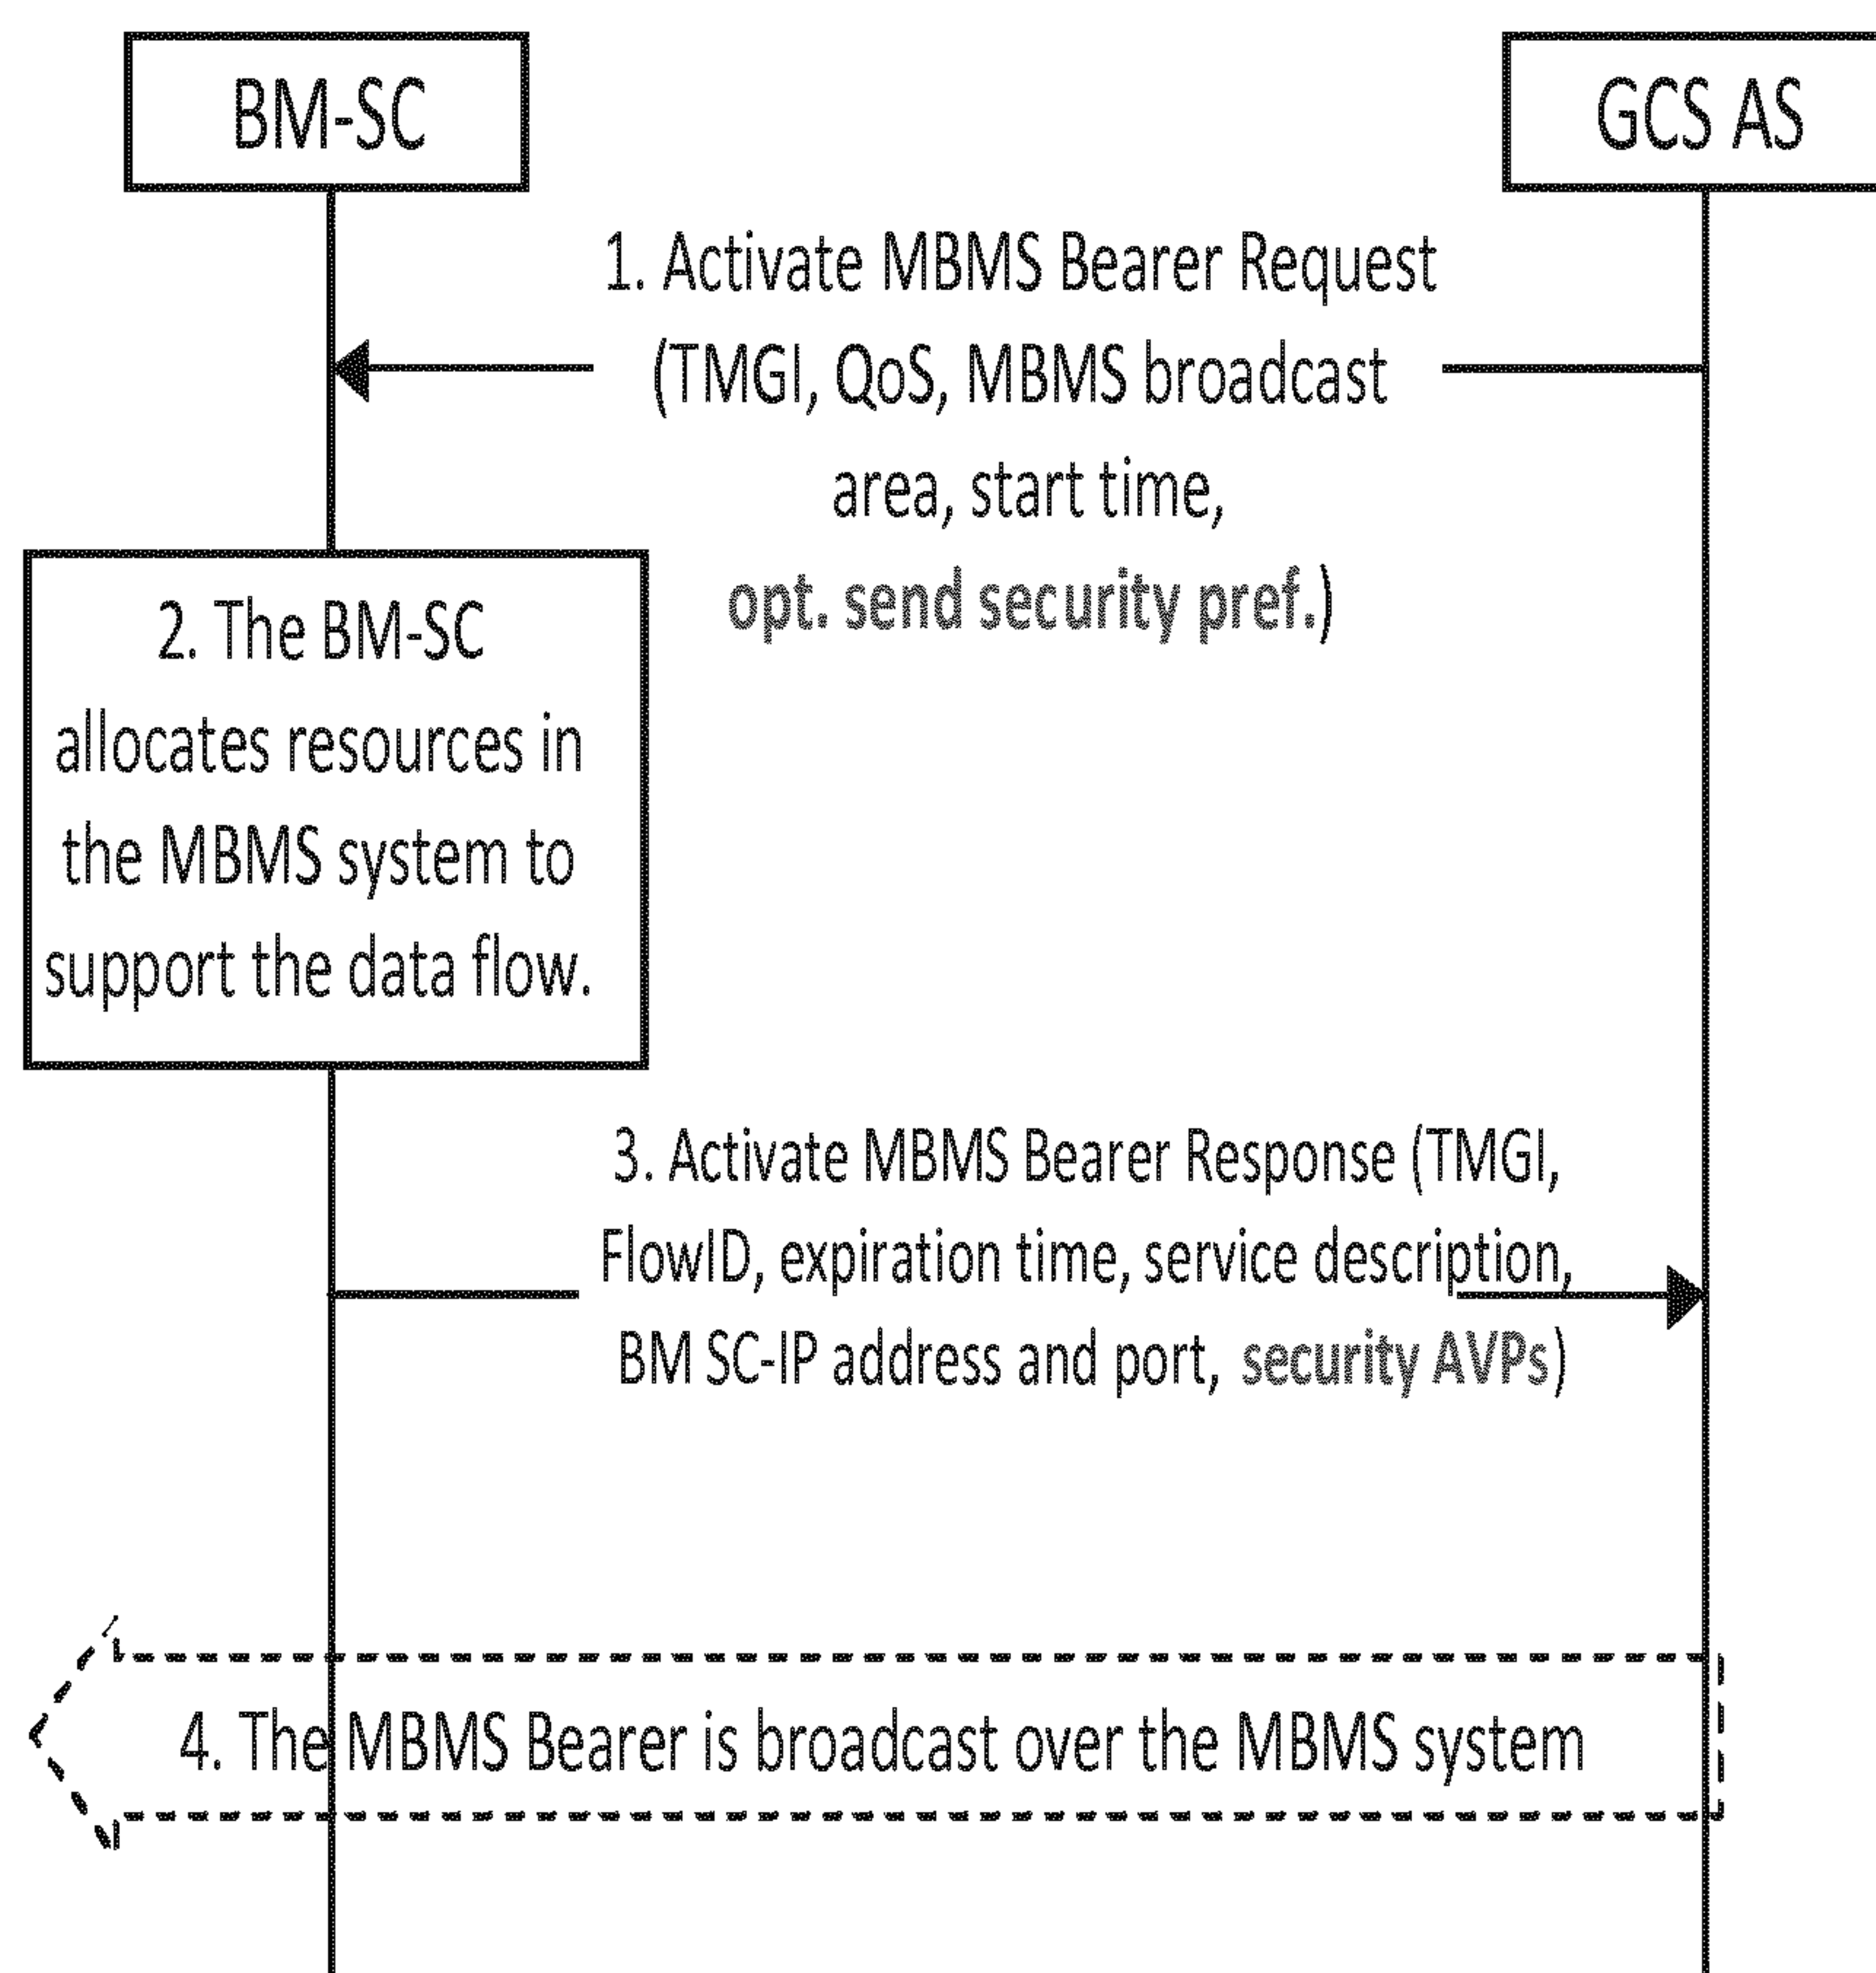 BM-SC
GCS AS
1. Activate MBMS Bearer Request
(TMGI, QoS, MBMS broadcast
area, start time,
opt. send security pref.)
2. The BM-SC
allocates resources in
the MBMS system to
support the data flow.
3. Activate MBMS Bearer Response (TMGI,
FlowID, expiration time, service description,
BM SC-IP address and port, security AVPs)
4. The MBMS Bearer is broadcast over the MBMS system